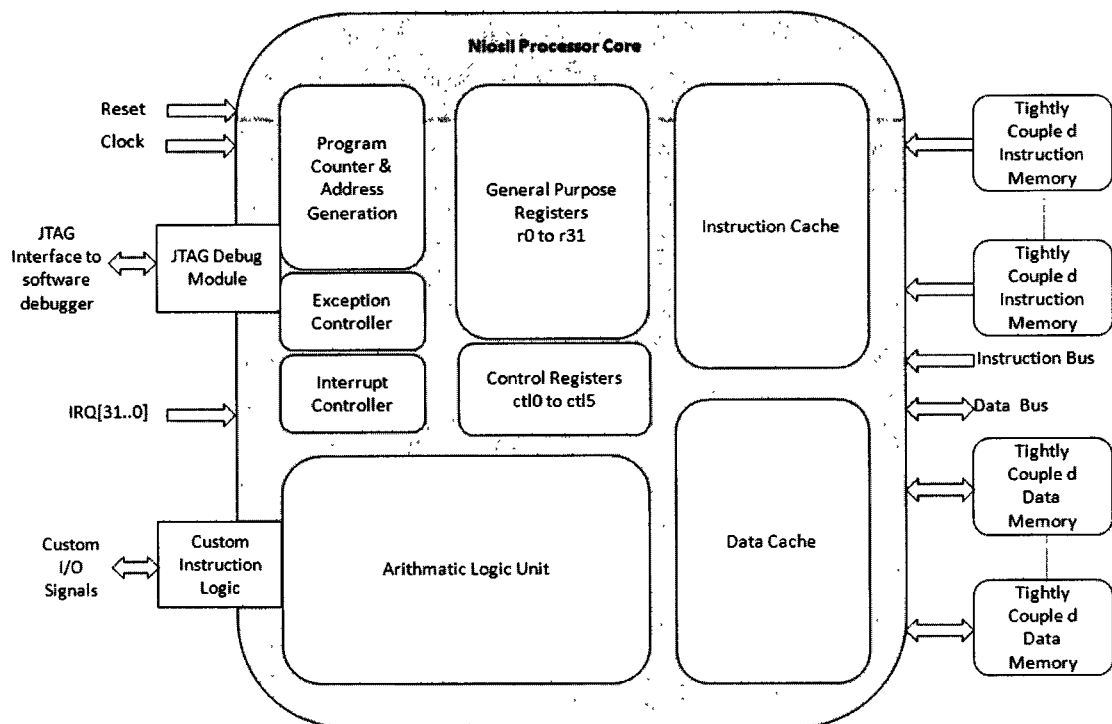 NiosII Processor Core
Reset
Clock
JTAG
Interface to
software
debugger
IRQ[31..0]
Custom
I/O
Signals
JTAG Debug
Module
Custom
Instruction
Logic
Program
Counter &
Address
Generation
Exception
Controller
Interrupt
Controller
General Purpose
Registers
r0 to r31
Control Registers
ctl0 to ctl5
Arithmatic Logic Unit
Instruction Cache
Data Cache
Tightly
Couple d
Instruction
Memory
Tightly
Couple d
Instruction
Memory
Instruction Bus
Data Bus
Tightly
Couple d
Data
Memory
Tightly
Couple d
Data
Memory